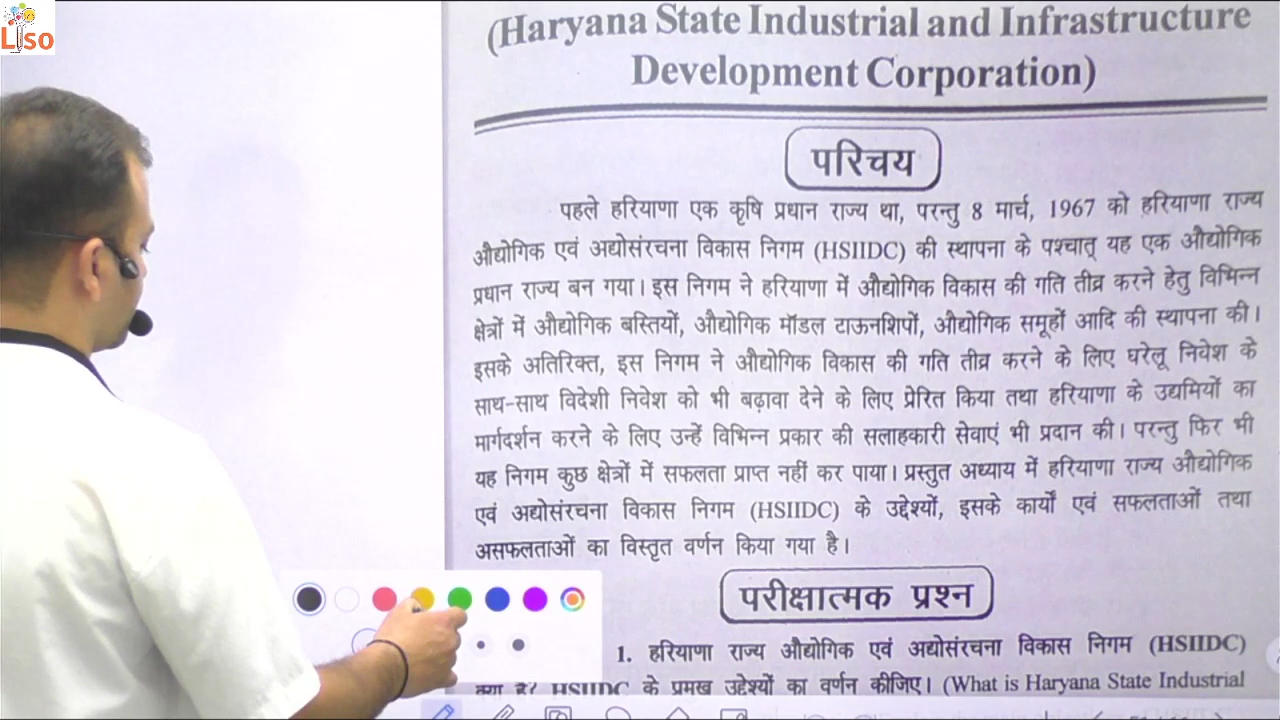 Liso
(Haryana State Industrial and Infrastructure
Development Corporation)
परिचय
पहले हरियाणा एक कृषि प्रधान राज्य था, परन्तु 8 मार्च, 1967 को हरियाणा राज्य
औद्योगिक एवं अद्योसंरचना विकास निगम (HSIIDC) की स्थापना के पश्चात् यह एक औद्योगिक
प्रधान राज्य बन गया। इस निगम ने हरियाणा में औद्योगिक विकास की गति तीव्र करने हेतु विभिन्न
क्षेत्रों में औद्योगिक बस्तियों, औद्योगिक मॉडल टाऊनशिपों, औद्योगिक समूहों आदि की स्थापना की।
इसके अतिरिक्त, इस निगम ने औद्योगिक विकास की गति तीव्र करने के लिए घरेलू निवेश के
साथ-साथ विदेशी निवेश को भी बढ़ावा देने के लिए प्रेरित किया तथा हरियाणा के उद्यमियों का
मार्गदर्शन करने के लिए उन्हें विभिन्न प्रकार की सलाहकारी सेवाएं भी प्रदान की। परन्तु फिर भी
यह निगम कुछ क्षेत्रों में सफलता प्राप्त नहीं कर पाया। प्रस्तुत अध्याय में हरियाणा राज्य औद्योगिक
एवं अद्योसंरचना विकास निगम (HSIIDC) के उद्देश्यों, इसके कार्यों एवं सफलताओं तथा
असफलताओं का विस्तृत वर्णन किया गया है।
परीक्षात्मक प्रश्न
1. हरियाणा राज्य औद्योगिक एवं अद्योसंरचना विकास निगम (HSIIDC)
क्या है? HSIIDC के प्रमुख उद्देश्यों का वर्णन कीजिए। (What is Haryana State Industrial